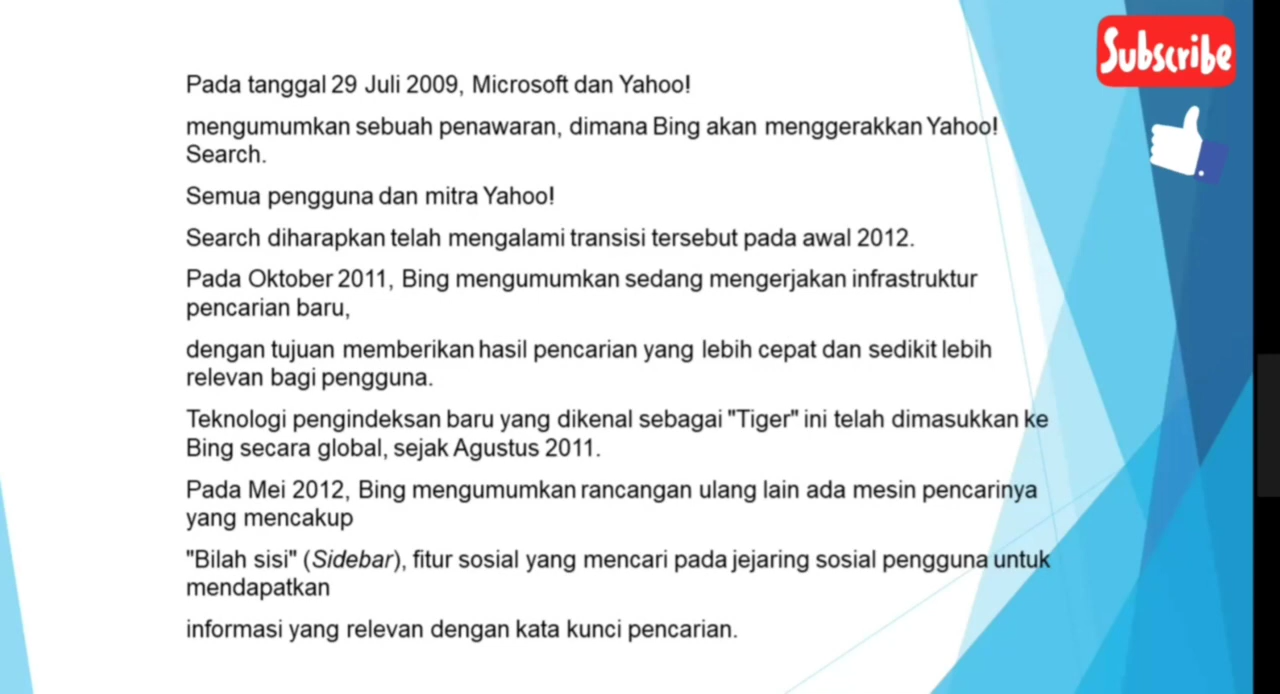 Subscribe
Pada tanggal 29 Juli 2009, Microsoft dan Yahoo!
mengumumkan sebuah penawaran, dimana Bing akan menggerakkan Yahoo!
Search.
Semua pengguna dan mitra Yahoo!
Search diharapkan telah mengalami transisi tersebut pada awal 2012.
Pada Oktober 2011, Bing mengumumkan sedang mengerjakan infrastruktur
pencarian baru,
dengan tujuan memberikan hasil pencarian yang lebih cepat dan sedikit lebih
relevan bagi pengguna.
Teknologi pengindeksan baru yang dikenal sebagai "Tiger" ini telah dimasukkan ke
Bing secara global, sejak Agustus 2011.
Pada Mei 2012, Bing mengumumkan rancangan ulang lain ada mesin pencarinya
yang mencakup
"Bilah sisi" (Sidebar), fitur sosial yang mencari pada jejaring sosial pengguna untuk
mendapatkan
informasi yang relevan dengan kata kunci pencarian.